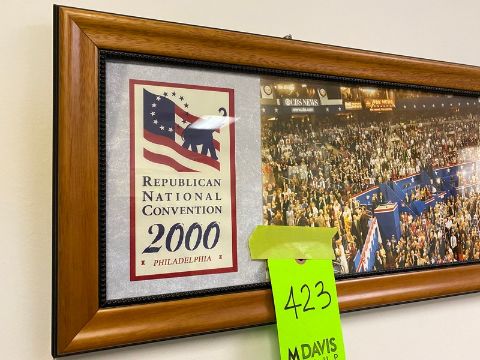 REPUBLICAN
NATIONAL
CONVENTION
2000
PHILADELPHIA
CBS NEWS
423
M DAVIS